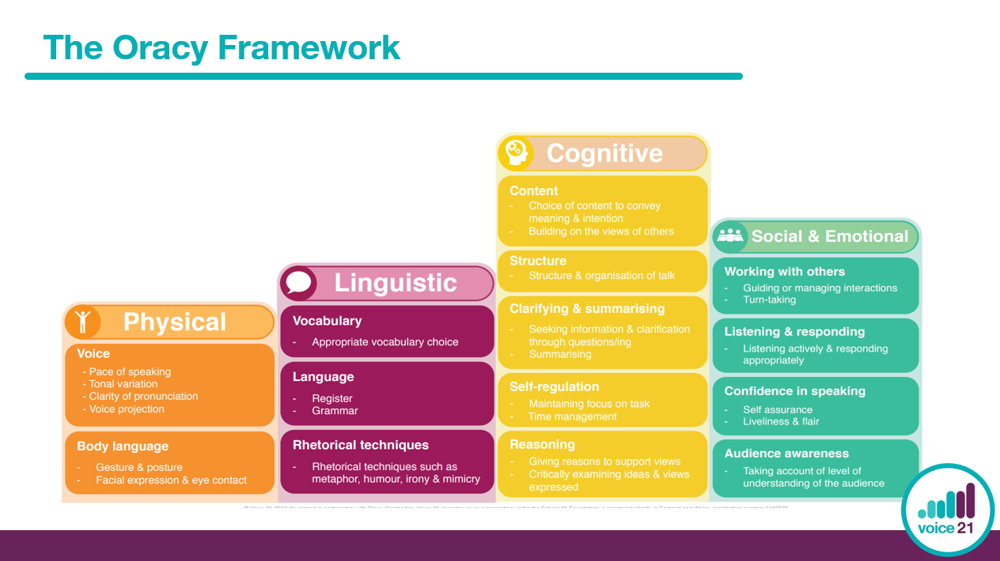 The Oracy Framework
Physical
Voice
- Pace of speaking
- Tonal variation
- Clarity of pronunciation
- Voice projection
Body language
- Gesture & posture
- Facial expression & eye contact
Linguistic
Vocabulary
- Appropriate vocabulary choice
Language
- Register
- Grammar
Rhetorical techniques
- Rhetorical techniques such as
metaphor, humour, irony & mimicry
Cognitive
Content
- Choice of content to convey
meaning & intention
- Building on the views of others
Structure
- Structure & organisation of talk
Clarifying & summarising
- Seeking information & clarification
through questions/ing
- Summarising
Self-regulation
- Maintaining focus on task
- Time management
Reasoning
- Giving reasons to support views
- Critically examining ideas & views
expressed
Social & Emotional
Working with others
- Guiding or managing interactions
- Turn-taking
Listening & responding
- Listening actively & responding
appropriately
Confidence in speaking
- Self assurance
- Liveliness & flair
Audience awareness
- Taking account of level of
understanding of the audience
voice 21